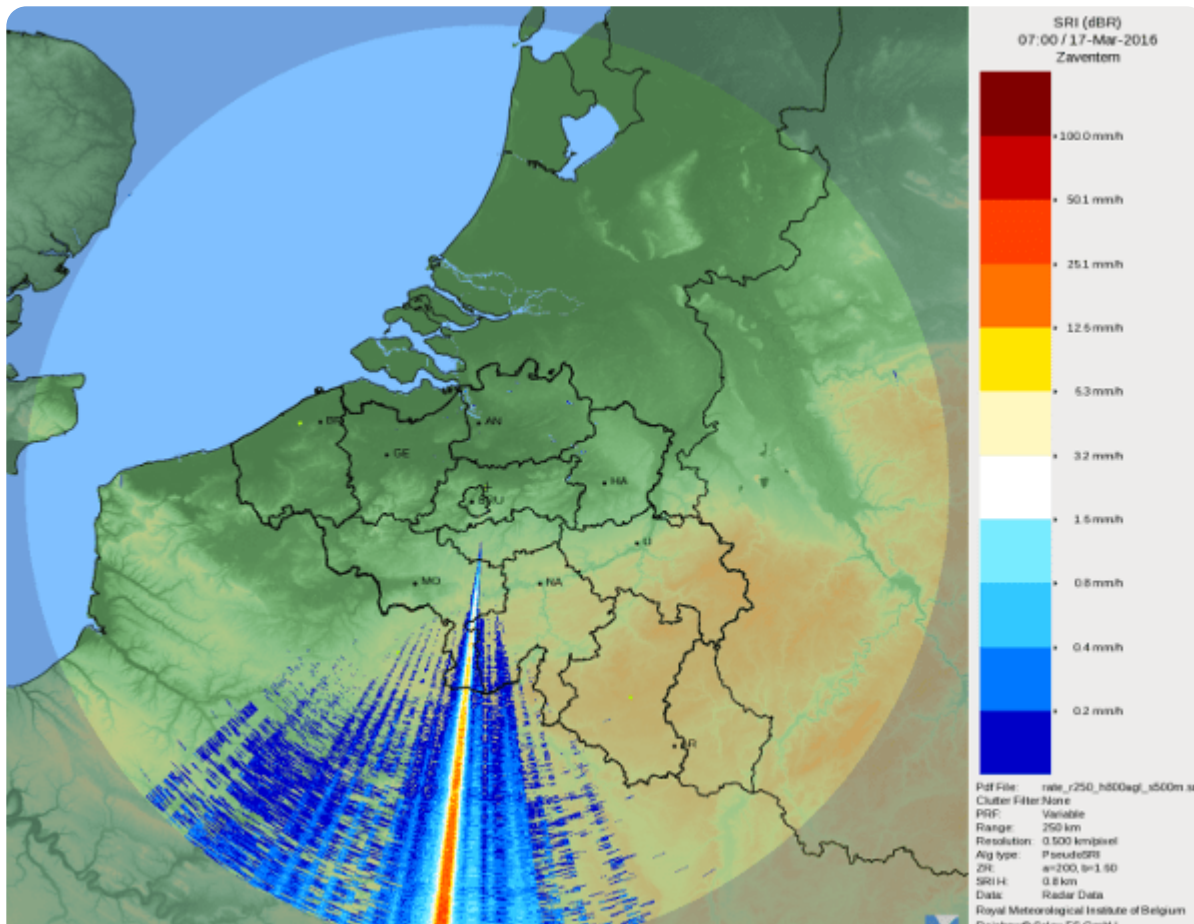 SRI (dBR)
07:00 / 17-Mar-2016
Zaventem
100.0 mm/h
50.1 mm/h
25.1 mm/h
12.6 mm/h
6.3 mm/h
3.2 mm/h
1.6 mm/h
0.8 mm/h
0.4 mm/h
0.2 mm/h
AN
GE
HA
BRU
MO
NA
Pdf File: rate_r250_h800agl_s500m.sri
Clutter Filter: None
PRF: Variable
Range: 250 km
Resolution: 0.500 km/pixel
Alg type: PseudoSRI
ZR: a=200, b=1.60
SRI H: 0.8 km
Data: Radar Data
Royal Meteorological Institute of Belgium